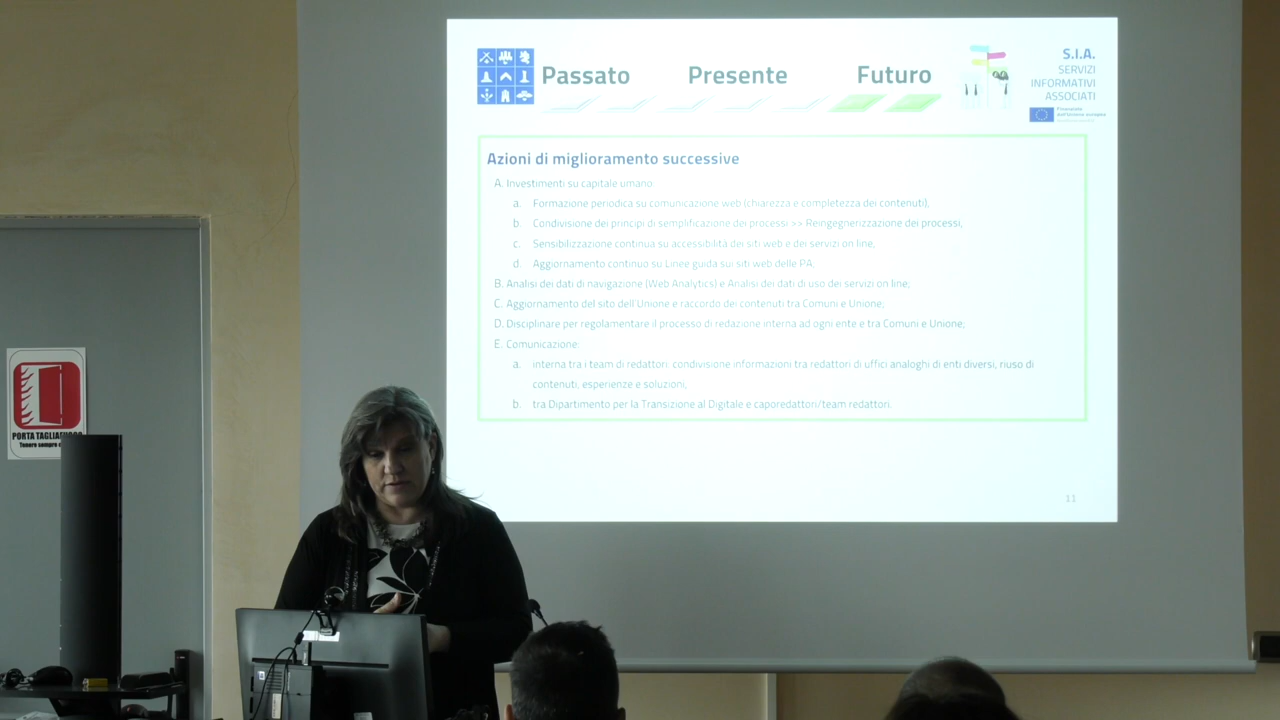 Passato Presente Futuro
S.I.A.
SERVIZI
INFORMATIVI
ASSOCIATI
Finanziato
dall'Unione europea
Azioni di miglioramento successive
A. Investimenti su capitale umano:
a. Formazione periodica su comunicazione web (chiarezza e completezza dei contenuti),
b. Condivisione dei principi di semplificazione dei processi >> Reingegnerizzazione dei processi,
c. Sensibilizzazione continua su accessibilità dei siti web e dei servizi on line,
d. Aggiornamento continuo su Linee guida sui siti web delle PA.
B. Analisi dei dati di navigazione (Web Analytics) e Analisi dei dati di uso dei servizi on line;
C. Aggiornamento del sito dell'Unione e raccordo dei contenuti tra Comuni e Unione;
D. Disciplinare per regolamentare il processo di redazione interna ad ogni ente e tra Comuni e Unione;
E. Comunicazione:
a. interna tra i team di redattori: condivisione informazioni tra redattori di uffici analoghi di enti diversi, riuso di
contenuti, esperienze e soluzioni,
b. tra Dipartimento per la Transizione al Digitale e caporedattori/team redattori.
11
PORTA TAGLIAFUOCO
Tenere sempre